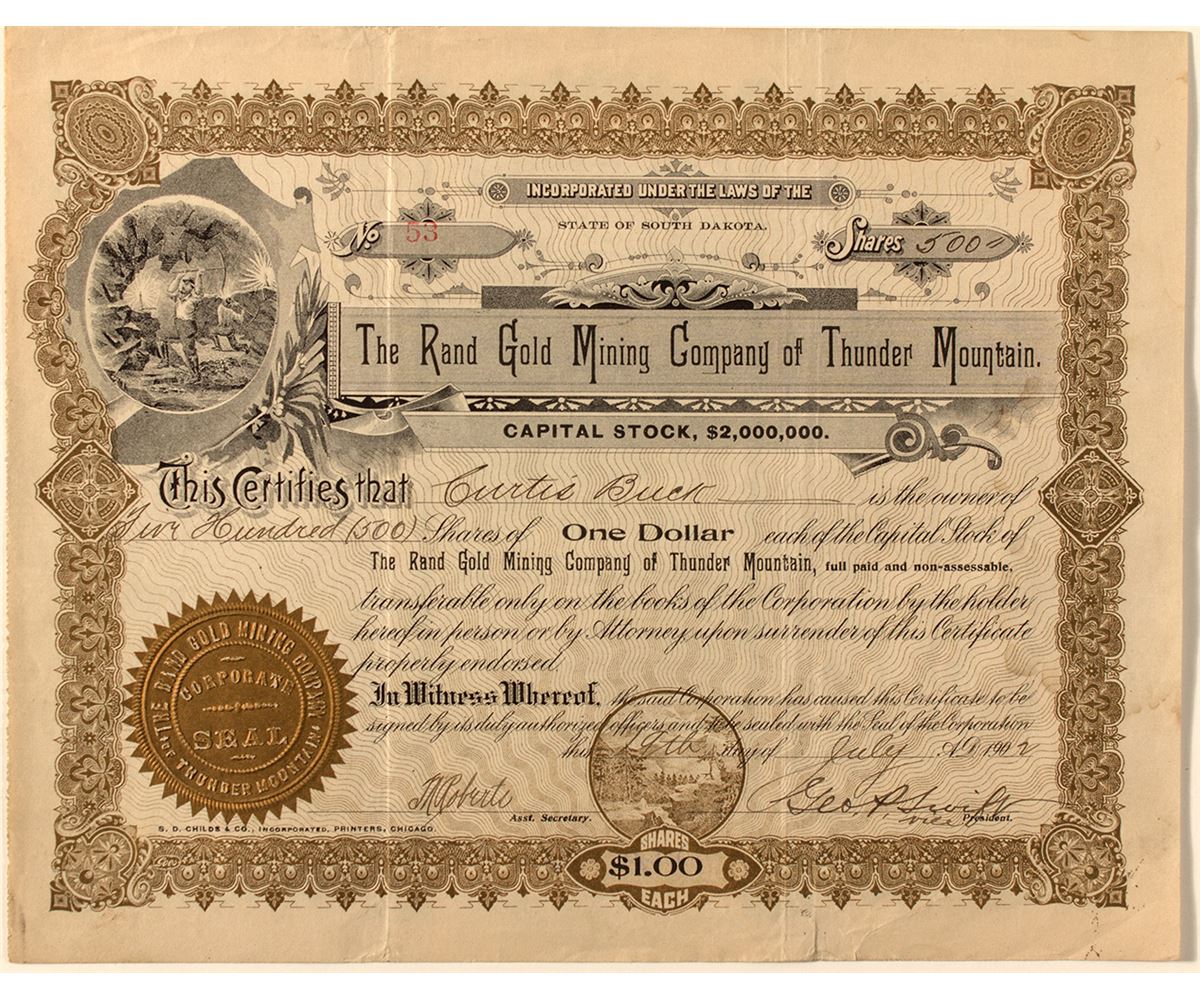 INCORPORATED UNDER THE LAWS OF THE
STATE OF SOUTH DAKOTA.
No 53
Shares 500
The Rand Gold Mining Company of Thunder Mountain.
CAPITAL STOCK, $2,000,000.
This Certifies that Curtis Buck is the owner of
Five Hundred (500) Shares of One Dollar each of the Capital Stock of
The Rand Gold Mining Company of Thunder Mountain, full paid and non-assessable,
transferable only on the books of the Corporation by the holder
hereof in person or by Attorney upon surrender of this Certificate
properly endorsed.
In Witness Whereof, the said Corporation has caused this Certificate to be
signed by its duly authorized officers and to be sealed with the Seal of the Corporation
this day of July A.D. 1902
THE RAND GOLD MINING COMPANY
OF THUNDER MOUNTAIN
CORPORATE
SEAL
Roberts
Asst. Secretary.
Geo. P. Swift
Vice President.
S. D. CHILDS & CO., INCORPORATED, PRINTERS, CHICAGO.
SHARES
$1.00
EACH